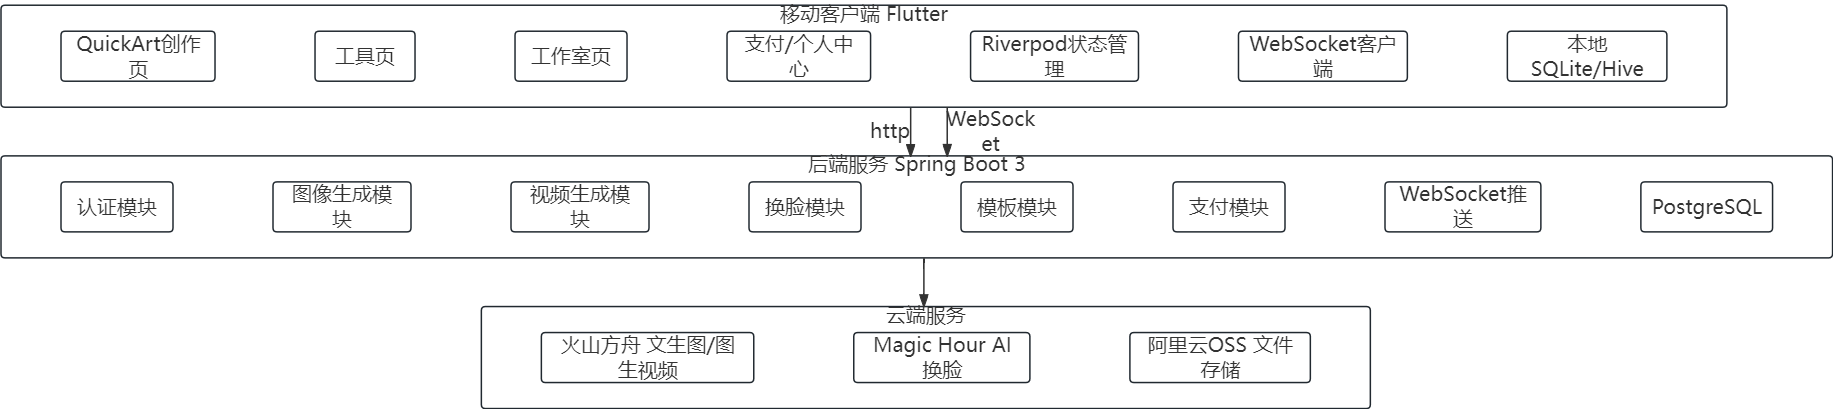 移动客户端 Flutter
QuickArt创作
页
工具页
工作室页
支付/个人中
心
Riverpod状态管
理
WebSocket客户
端
本地
SQLite/Hive
http
WebSock
et
后端服务 Spring Boot 3
认证模块
图像生成模
块
视频生成模
块
换脸模块
模板模块
支付模块
WebSocket推
送
PostgreSQL
云端服务
火山方舟 文生图/图
生视频
Magic Hour AI
换脸
阿里云OSS 文件
存储